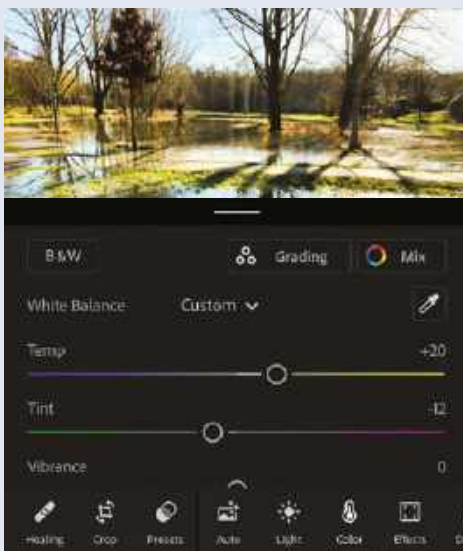 B&W Grading Mix
White Balance Custom
Temp +20
Tint -12
Vibrance 0
Healing Crop Presets Auto Light Color Effects D